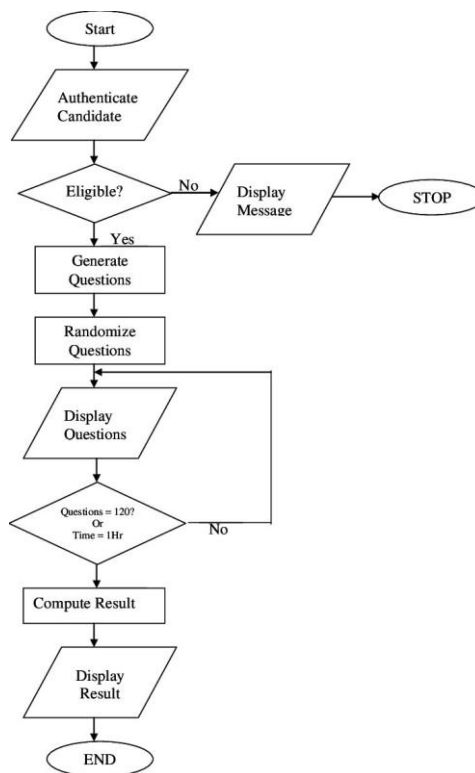 Start
Authenticate
Candidate
Eligible?
No
Display
Message
STOP
Yes
Generate
Questions
Randomize
Questions
Display
Ouestions
Questions = 120?
Or
Time = 1Hr
No
Compute Result
Display
Result
END